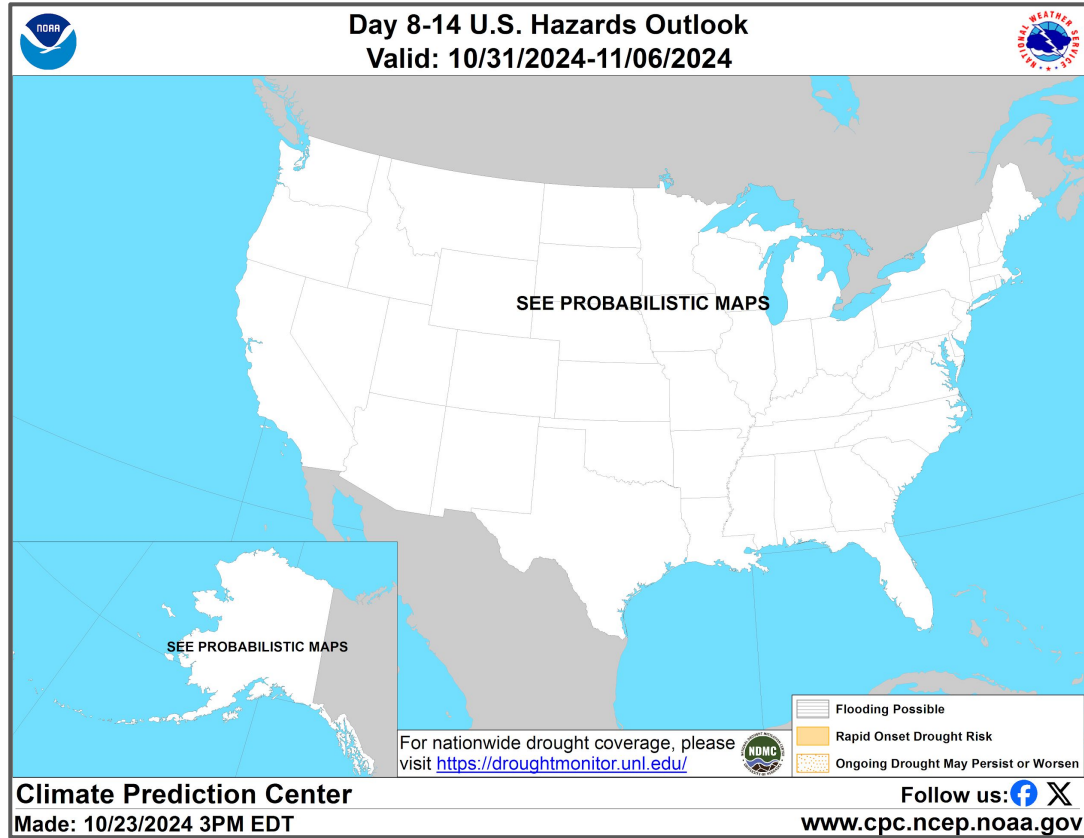 NOAA
Day 8-14 U.S. Hazards Outlook
Valid: 10/31/2024-11/06/2024
NATIONAL WEATHER SERVICE
SEE PROBABILISTIC MAPS
SEE PROBABILISTIC MAPS
For nationwide drought coverage, please
visit https://droughtmonitor.unl.edu/
NDMC
Flooding Possible
Rapid Onset Drought Risk
Ongoing Drought May Persist or Worsen
Climate Prediction Center
Follow us:
Made: 10/23/2024 3PM EDT
www.cpc.ncep.noaa.gov